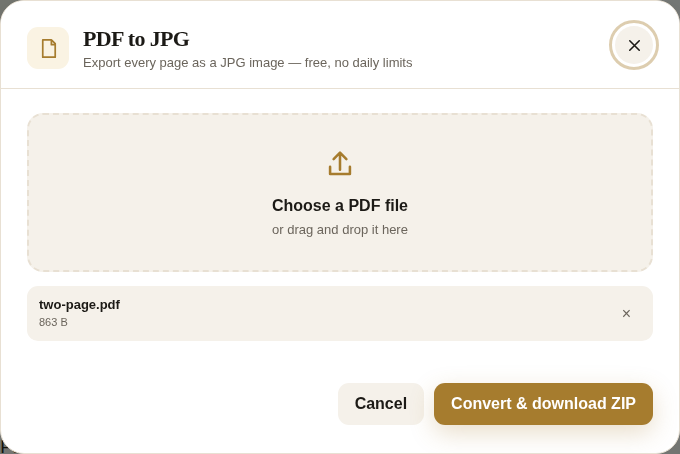 PDF to JPG
Export every page as a JPG image — free, no daily limits
Choose a PDF file
or drag and drop it here
two-page.pdf
863 B
Cancel
Convert & download ZIP